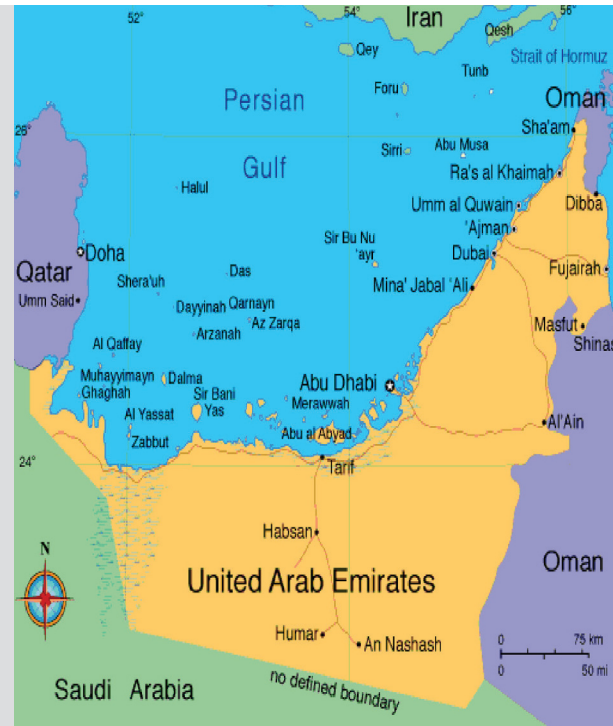 52°
54
56
Iran
Qesh
Qey
Strait of Hormuz
Tunb
Foru
Persian
Oman
26°
Sha'am
Sirri
Abu Musa
Gulf
Ra's al Khaimah
Halul
Umm al Quwain
Dibba
'Ajman
Sir Bu Nu
'ayr
Doha
Dubai
Qatar
Das
Fujairah
Shera'uh
Mina' Jabal 'Ali
Umm Said
Dayyinah
Qarnayn
Az Zarqa
Arzanah
Masfut
Shinas
Al Qaffay
Muhayyimayn
Dalma
Abu Dhabi
Ghaghah
Sir Bani
Yas
Merawwah
Al Yassat
Al'Ain
Abu al Abyad
Zabbut
24°
Tarif
Habsan
N
Oman
United Arab Emirates
Humar
An Nashash
0 75 km
0 50 mi
no defined boundary
Saudi Arabia